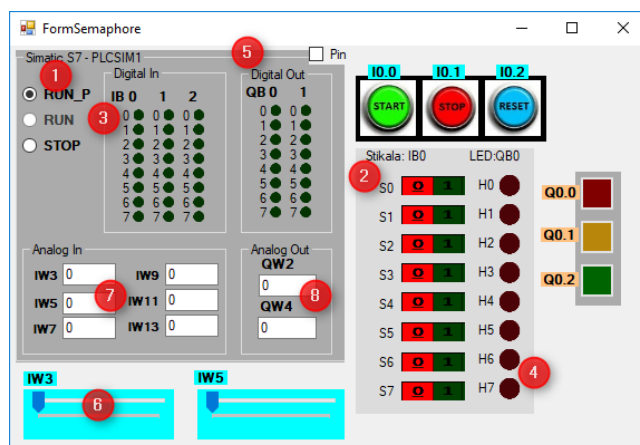 FormSemaphore
Simatic S7 - PLCSIM1
5
Pin
1
RUN_P
RUN
STOP
Digital In
3
IB 0 1 2
0 0 0
1 1 1
2 2 2
3 3 3
4 4 4
5 5 5
6 6 6
7 7 7
Digital Out
QB 0 1
0 0
1 1
2 2
3 3
4 4
5 5
6 6
7 7
I0.0 I0.1 I0.2
START STOP RESET
Stikala: IB0 LED:QB0
2
S0 0 1 H0
S1 0 1 H1
S2 0 1 H2
S3 0 1 H3
S4 0 1 H4
S5 0 1 H5
S6 0 1 H6
S7 0 1 H7
4
Q0.0
Q0.1
Q0.2
Analog In
IW3 0 IW9 0
IW5 0 IW11 0
IW7 0 IW13 0
7
Analog Out
QW2
0
8
QW4
0
IW3 IW5
6